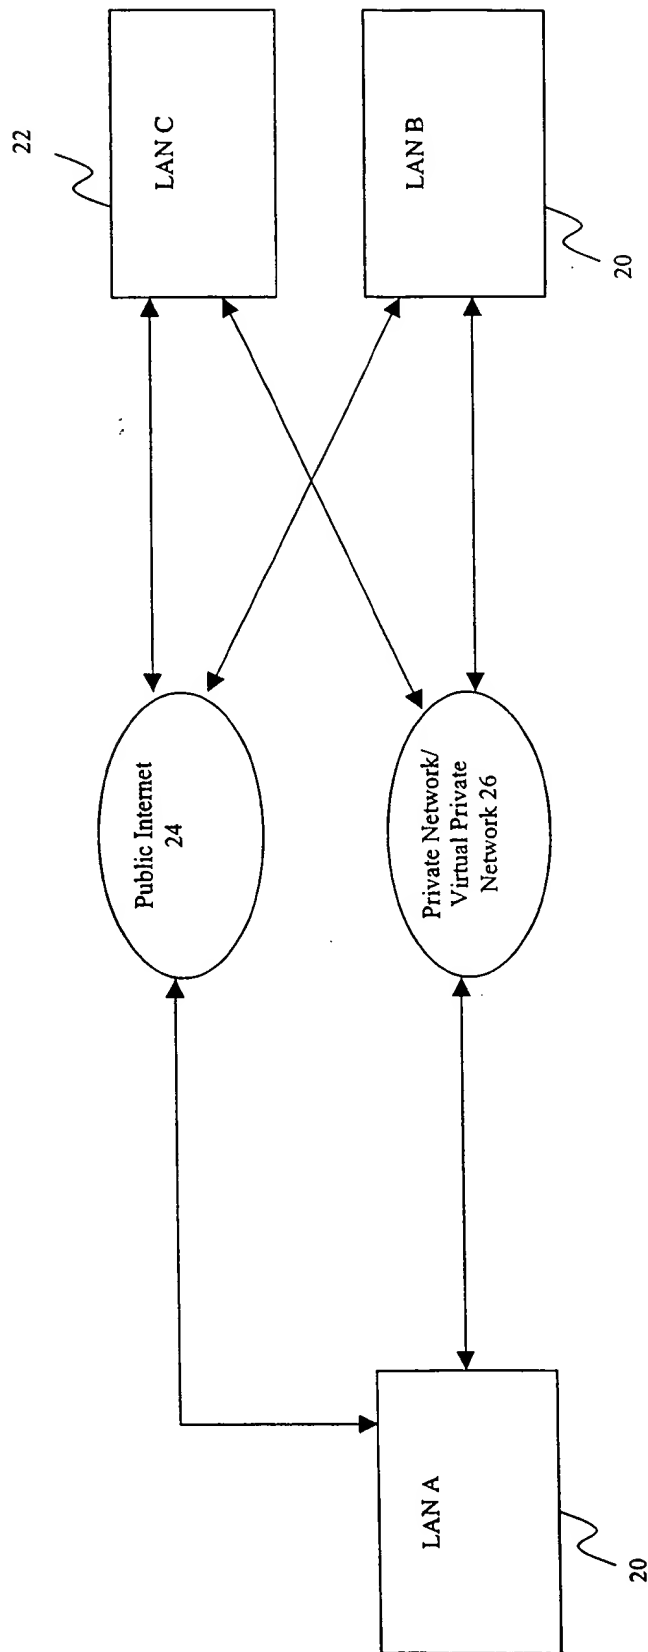 22
LAN C
LAN B
20
Public Internet
24
Private Network/
Virtual Private
Network 26
LAN A
20